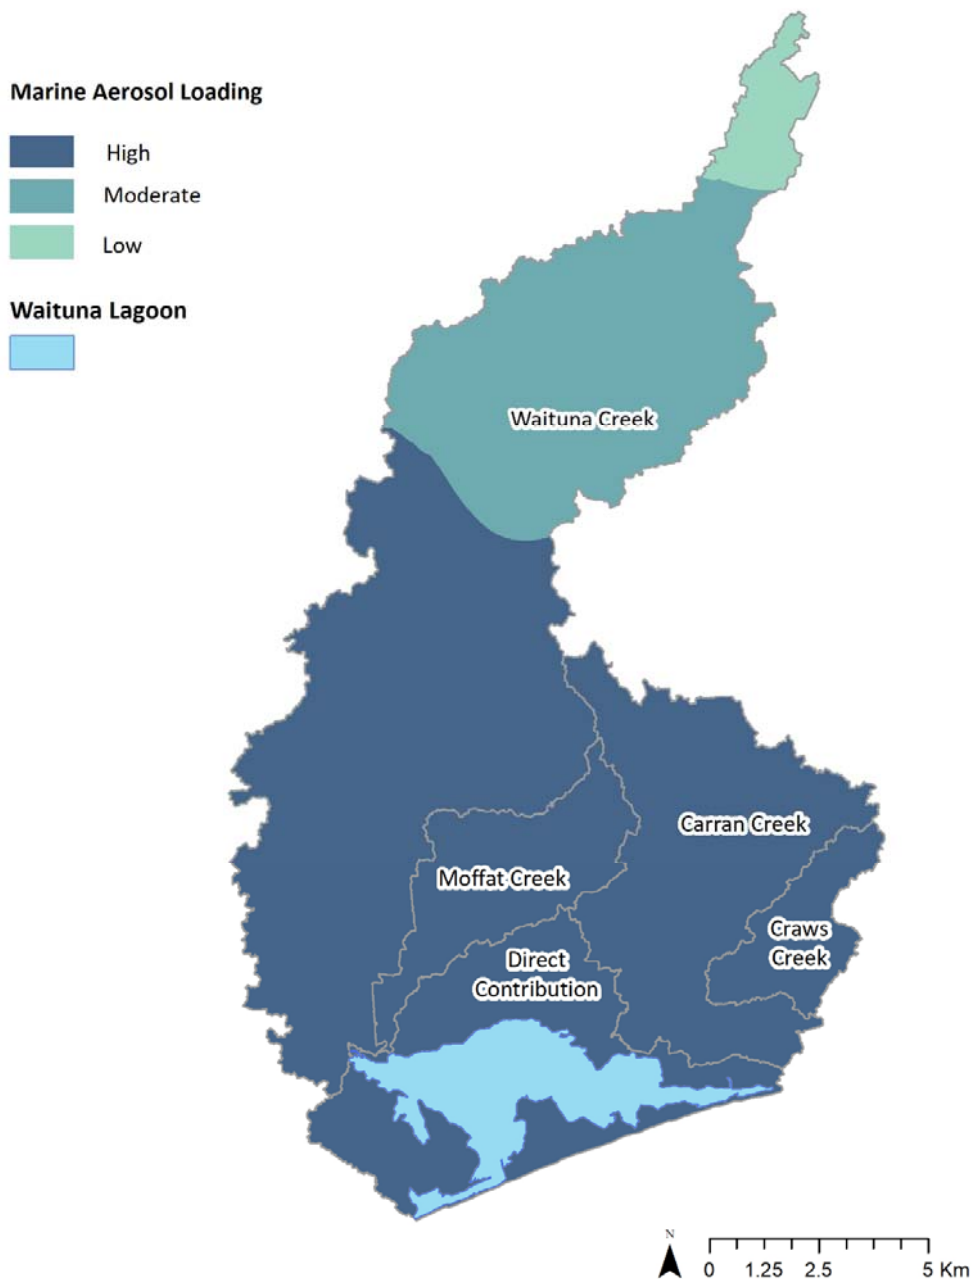 Marine Aerosol Loading
High
Moderate
Low
Waituna Lagoon
Waituna Creek
Carran Creek
Moffat Creek
Craws
Creek
Direct
Contribution
N
0 1.25 2.5 5 Km